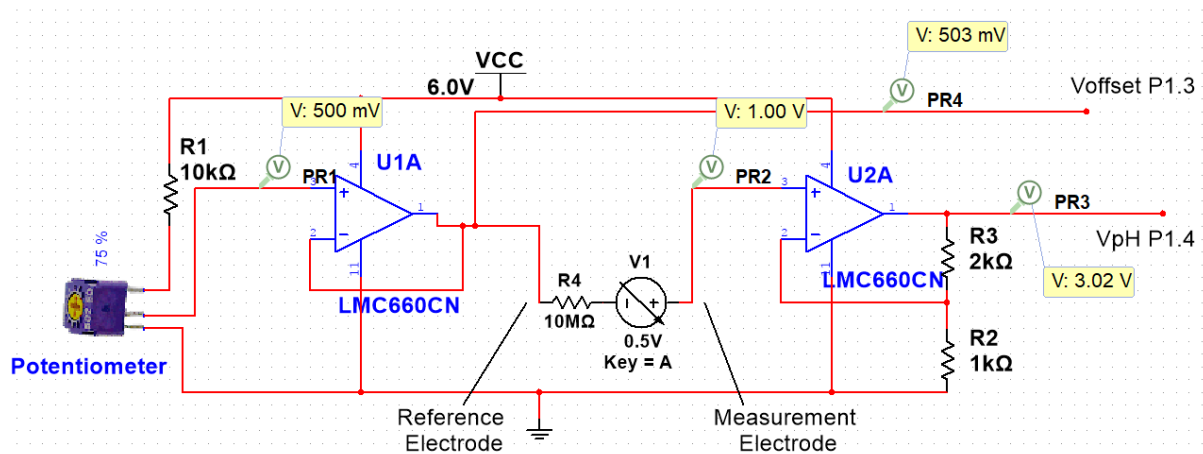 V: 503 mV
VCC
6.0V
Voffset P1.3
V: 500 mV
V: 1.00 V
PR4
R1
10kΩ
U1A
U2A
4
4
PR1
3
PR2
3
PR3
1
1
VpH P1.4
2
2
R3
2kΩ
75 %
V1
11
11
V: 3.02 V
LMC660CN
LMC660CN
R4
10MΩ
0.5V
Key = A
R2
1kΩ
Potentiometer
Reference
Electrode
Measurement
Electrode
V
V
V
V
- +
+
−
+
−